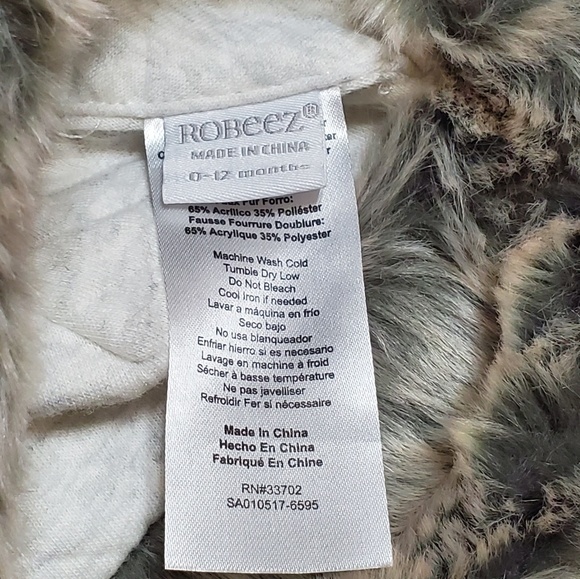 ROBeez®
MADE IN CHINA
0-12 months
Fur Forro:
65% Acrílico 35% Poliéster
Fausse Fourrure Doublure:
65% Acrylique 35% Polyester
Machine Wash Cold
Tumble Dry Low
Do Not Bleach
Cool Iron if needed
Lavar a máquina en frío
Seco bajo
No usa blanqueador
Enfriar hierro si es necesario
Lavage en machine à froid
Sécher à basse température
Ne pas javelliser
Refroidir Fer si nécessaire
Made In China
Hecho En China
Fabriqué En Chine
RN#33702
SA010517-6595